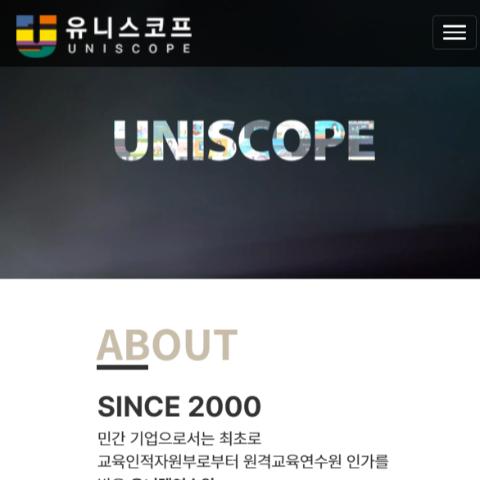 유니스코프
UNISCOPE
UNISCOPE
ABOUT
SINCE 2000
민간 기업으로서는 최초로
교육인적자원부로부터 원격교육연수원 인가를